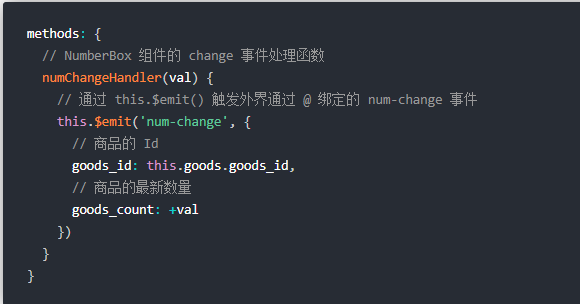 methods: {
// NumberBox 组件的 change 事件处理函数
numChangeHandler(val) {
// 通过 this.$emit() 触发外界通过 @ 绑定的 num-change 事件
this.$emit('num-change', {
// 商品的 Id
goods_id: this.goods.goods_id,
// 商品的最新数量
goods_count: +val
})
}
}